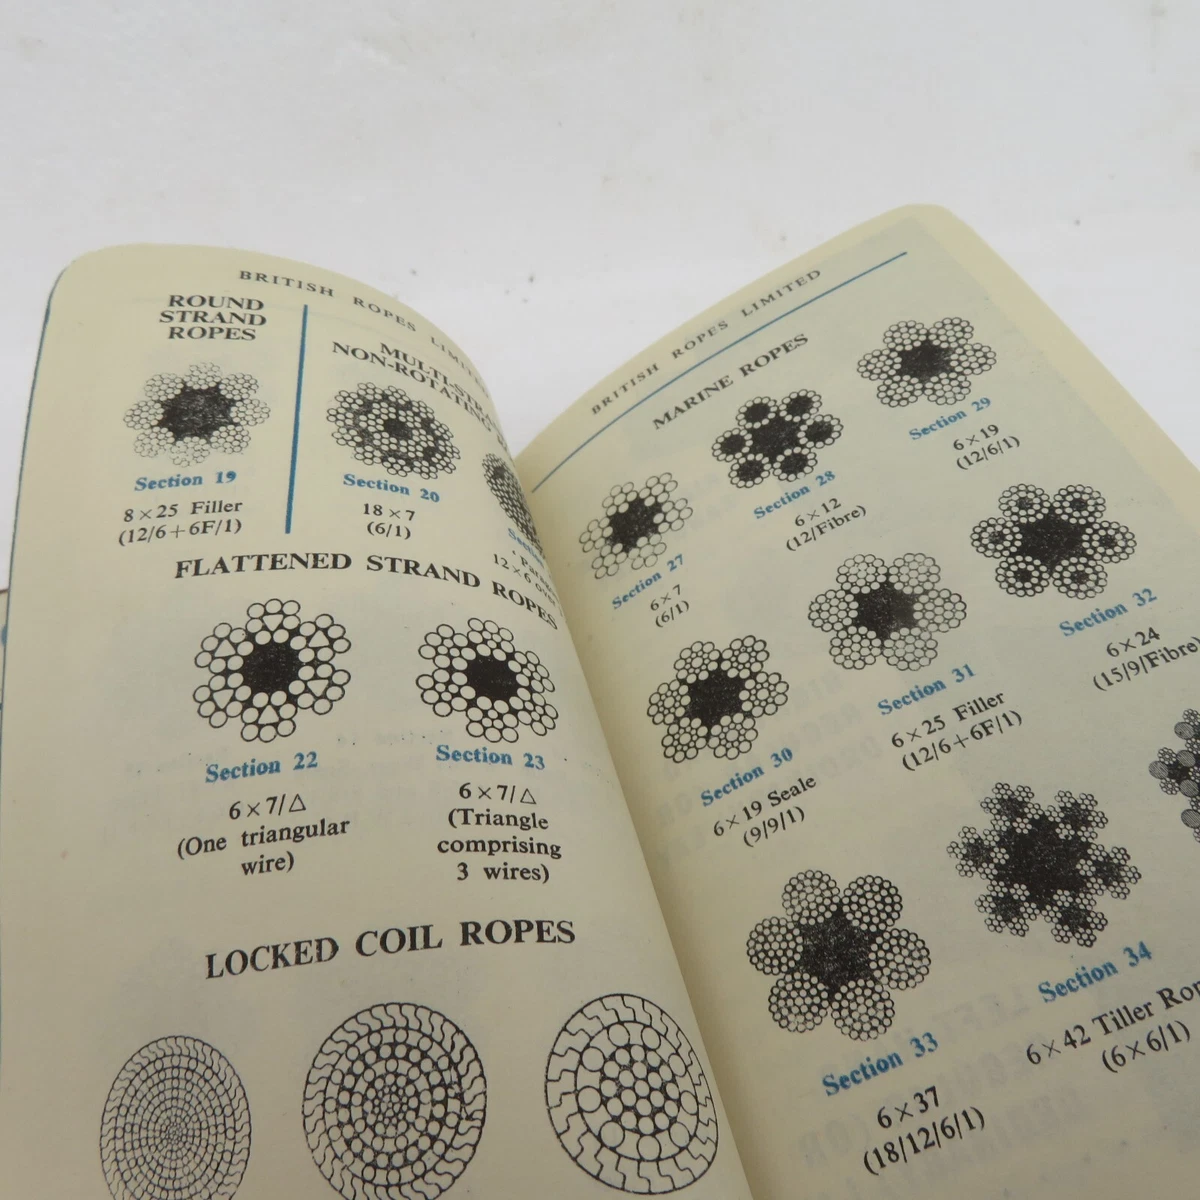 BRITISH ROPES
ROUND
STRAND
ROPES
Section 19
8×25 Filler
(12/6+6F/1)
NON-ROTATING
Section 20
18×7
(6/1)
FLATTENED STRAND ROPES
Section 22
6×7/△
(One triangular
wire)
Section 23
6×7/△
(Triangle
comprising
3 wires)
LOCKED COIL ROPES
BRITISH ROPES LIMITED
MARINE ROPES
Section 27
6×7
(6/1)
Section 28
6×12
(12/Fibre)
Section 29
6×19
(12/6/1)
Section 30
6×19 Seale
(9/9/1)
Section 31
6×25 Filler
(12/6+6F/1)
Section 32
6×24
(15/9/Fibre)
Section 33
6×37
(18/12/6/1)
Section 34
6×42 Tiller
(6×6/1)